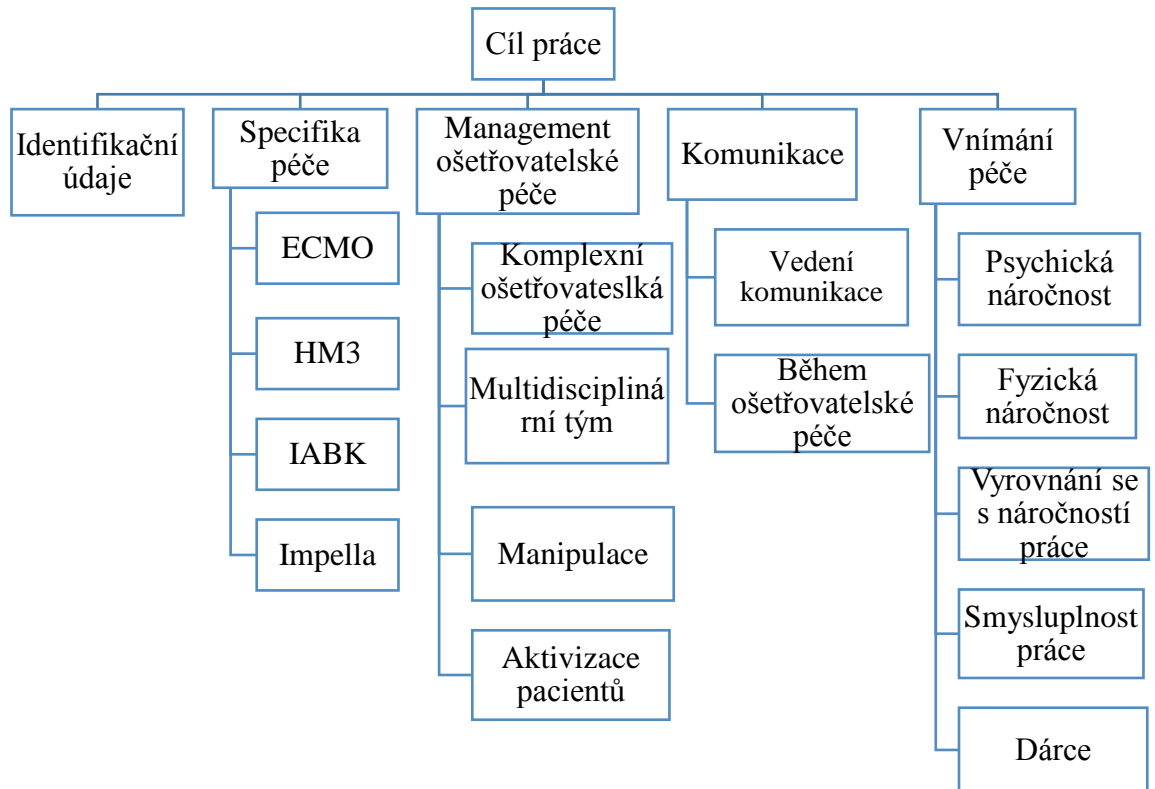 Cíl práce
Identifikační
údaje
Specifika
péče
ECMO
HM3
IABK
Impella
Management
ošetřovatelské
péče
Komplexní
ošetřovateslká
péče
Multidiscipliná
rní tým
Manipulace
Aktivizace
pacientů
Komunikace
Vedení
komunikace
Během
ošetřovatelské
péče
Vnímání
péče
Psychická
náročnost
Fyzická
náročnost
Vyrovnání se
s náročností
práce
Smysluplnost
práce
Dárce